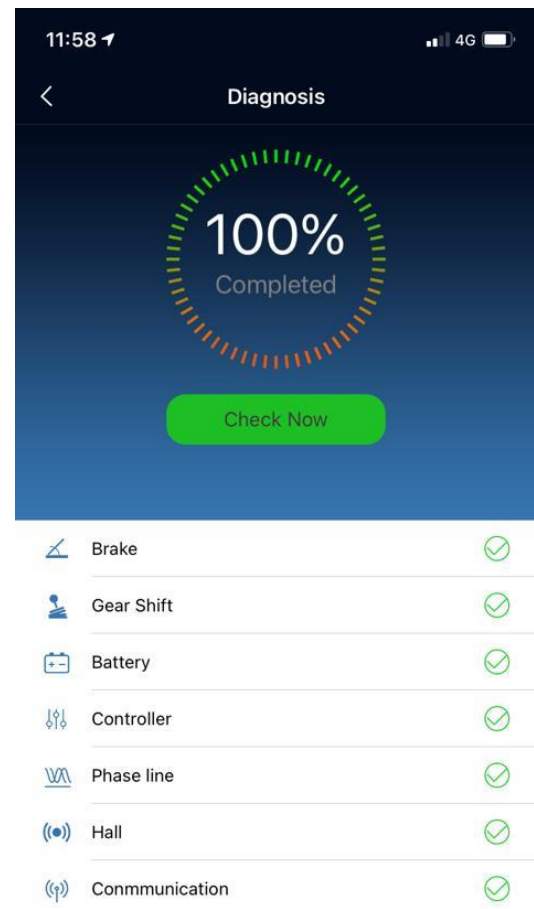 11:58
4G
Diagnosis
100%
Completed
Check Now
Brake
Gear Shift
Battery
Controller
Phase line
Hall
Conmmunication